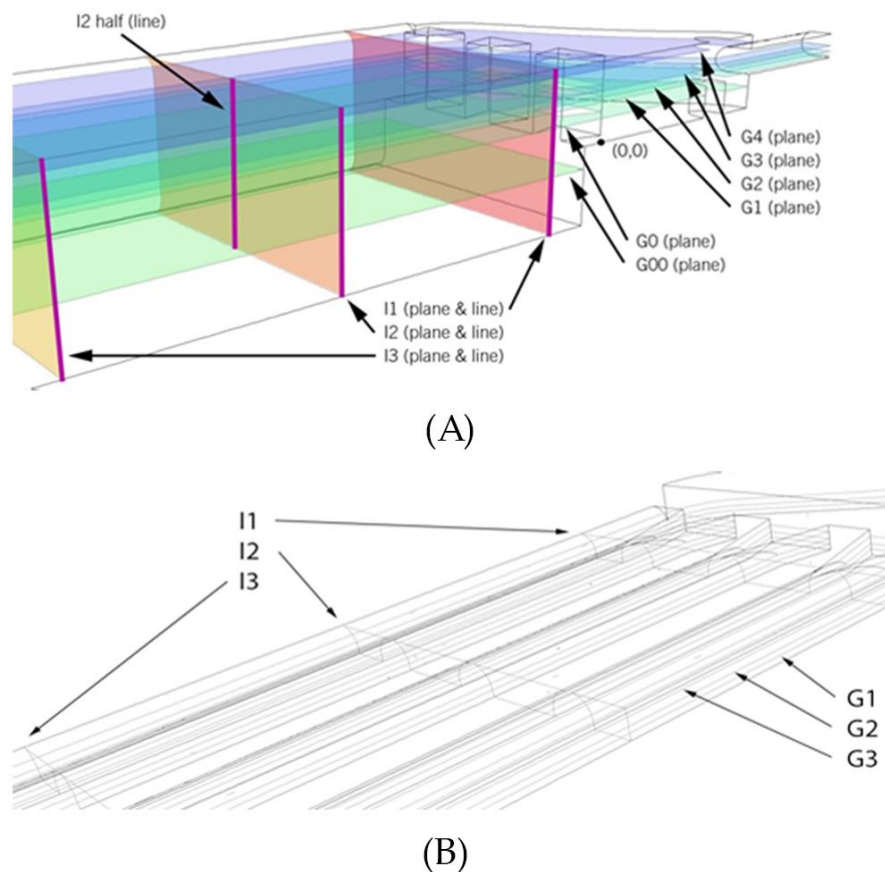 I2 half (line)
G4 (plane)
G3 (plane)
G2 (plane)
G1 (plane)
(0,0)
G0 (plane)
G00 (plane)
I1 (plane & line)
I2 (plane & line)
I3 (plane & line)
(A)
I1
I2
I3
G1
G2
G3
(B)